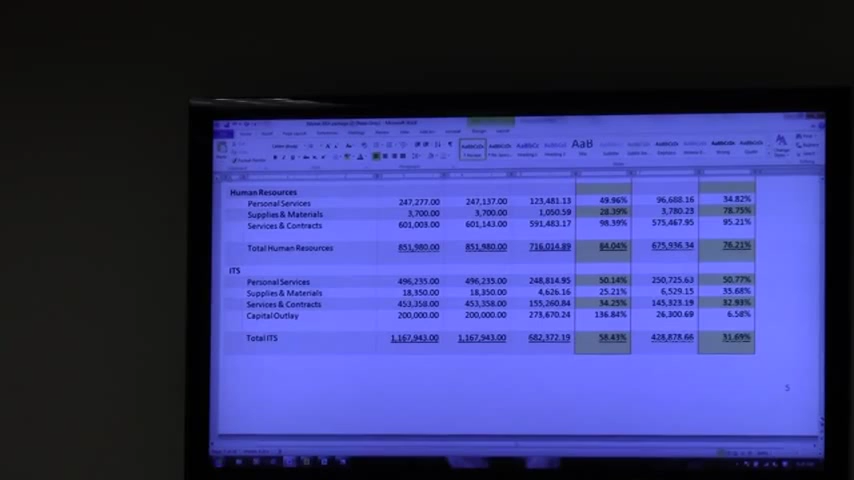 Human Resources
Personal Services 247,277.00 247,137.00 123,481.13 49.96% 96,688.16 34.82%
Supplies & Materials 3,700.00 3,700.00 1,050.59 28.39% 3,780.23 78.75%
Services & Contracts 601,003.00 601,143.00 591,483.17 98.39% 575,467.95 95.21%
Total Human Resources 851,980.00 851,980.00 716,014.89 84.04% 675,936.34 76.21%
ITS
Personal Services 496,235.00 496,235.00 248,814.95 50.14% 250,725.63 50.77%
Supplies & Materials 18,350.00 18,350.00 4,626.16 25.21% 6,529.15 35.68%
Services & Contracts 453,358.00 453,358.00 155,260.84 34.25% 145,323.19 32.93%
Capital Outlay 200,000.00 200,000.00 273,670.24 136.84% 26,300.69 6.58%
Total ITS 1,167,943.00 1,167,943.00 682,372.19 58.43% 428,878.66 31.69%
5